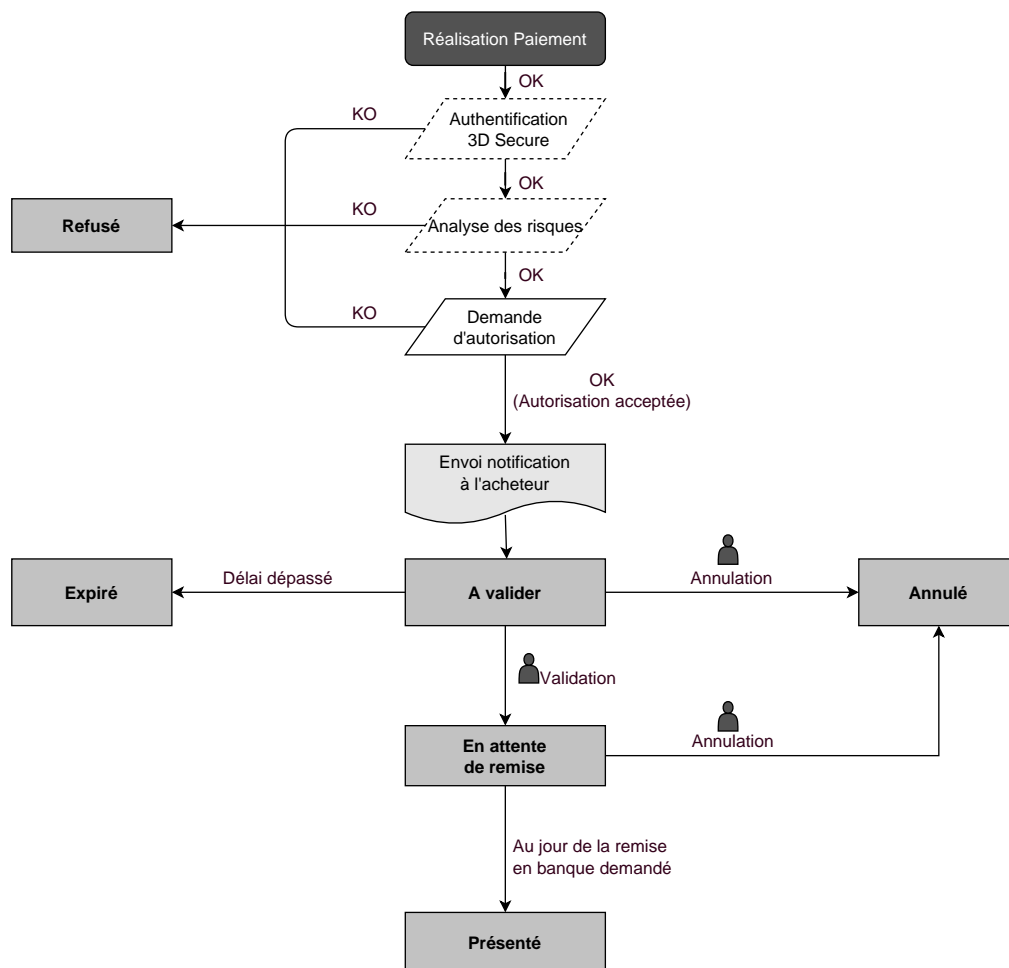 Réalisation Paiement
OK
KO
Authentification
3D Secure
OK
Refusé
KO
Analyse des risques
OK
KO
Demande
d'autorisation
OK
(Autorisation acceptée)
Envoi notification
à l'acheteur
Expiré
Délai dépassé
A valider
Annulation
Annulé
Validation
En attente
de remise
Annulation
Au jour de la remise
en banque demandé
Présenté